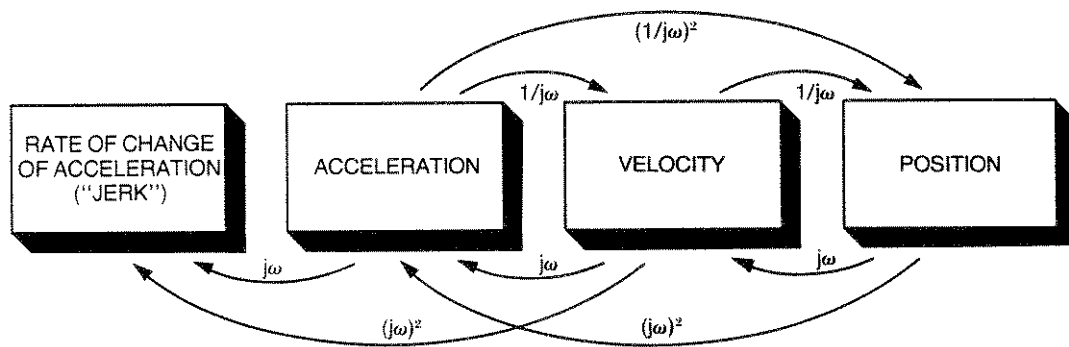 (1/jω)²
1/jω
1/jω
RATE OF CHANGE
OF ACCELERATION
("JERK")
ACCELERATION
VELOCITY
POSITION
jω
jω
jω
(jω)²
(jω)²